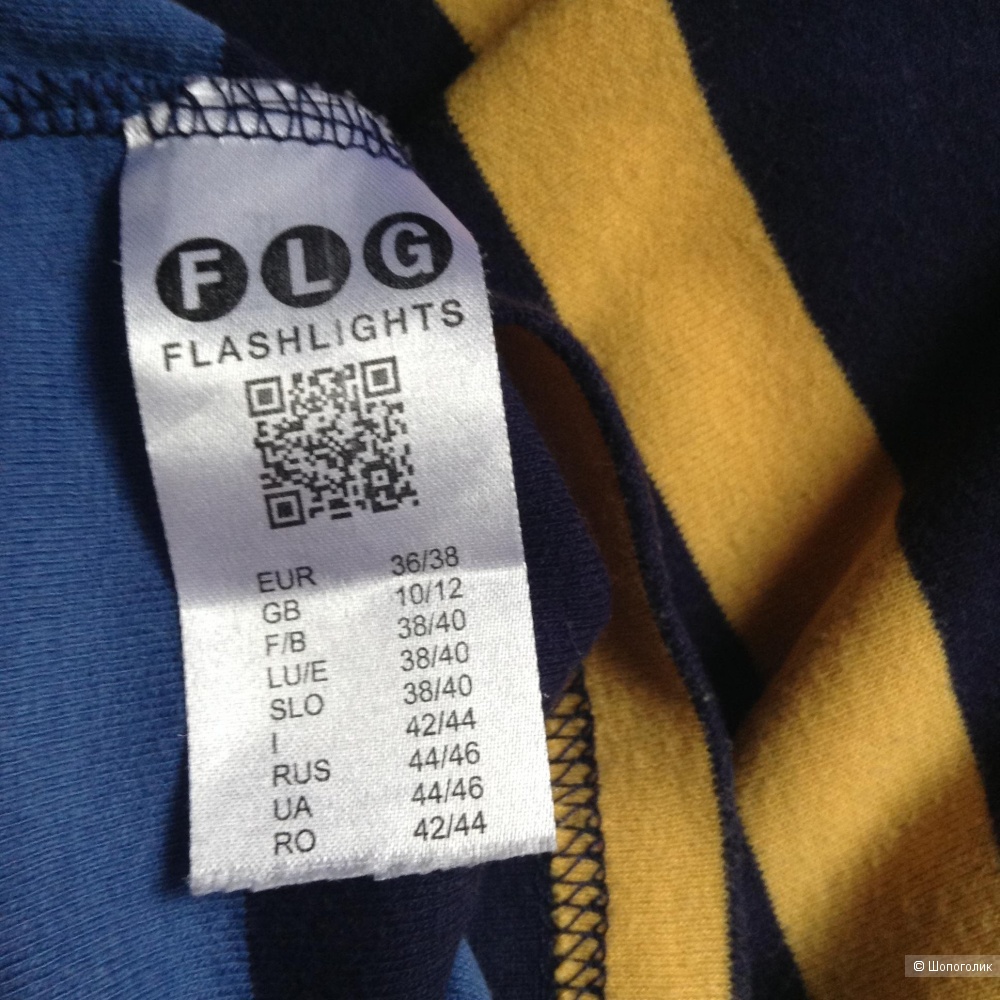 F L G
FLASHLIGHTS
EUR 36/38
GB 10/12
F/B 38/40
LU/E 38/40
SLO 38/40
I 42/44
RUS 44/46
UA 44/46
RO 42/44
© Шопоголик